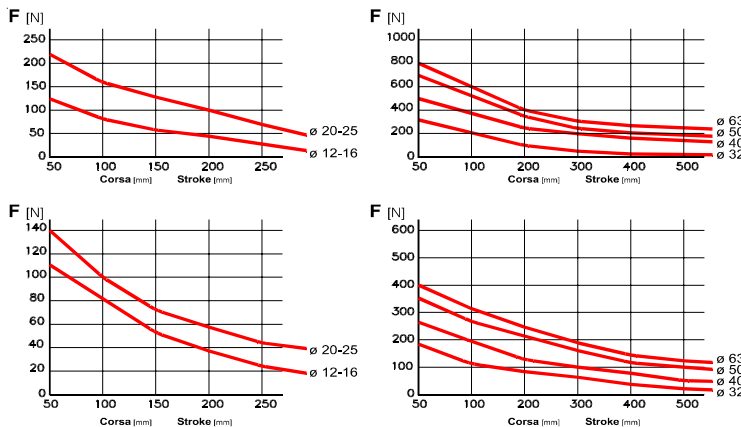 F [N]
250
200
150
100
50
0
ø 20-25
ø 12-16
50 100 150 200 250
Corsa [mm] Stroke [mm]
F [N]
1000
800
600
400
200
0
ø 63
ø 50
ø 40
ø 32
50 100 200 300 400 500
Corsa [mm] Stroke [mm]
F [N]
140
120
100
80
60
40
20
0
ø 20-25
ø 12-16
50 100 150 200 250
Corsa [mm] Stroke [mm]
F [N]
600
500
400
300
200
100
0
ø 63
ø 50
ø 40
ø 32
50 100 200 300 400 500
Corsa [mm] Stroke [mm]